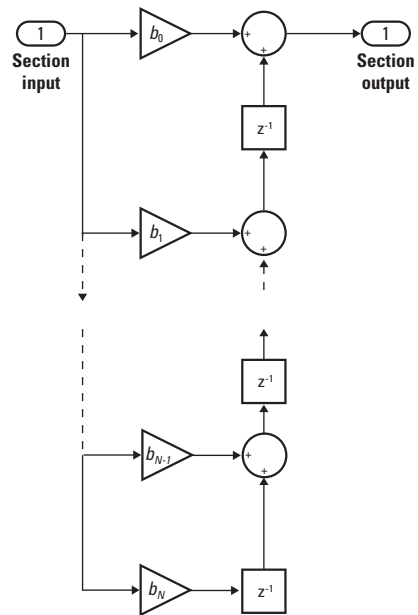 1
b0
+
+
1
Section
input
Section
output
z-1
b1
+
+
z-1
bN-1
+
+
bN
z-1